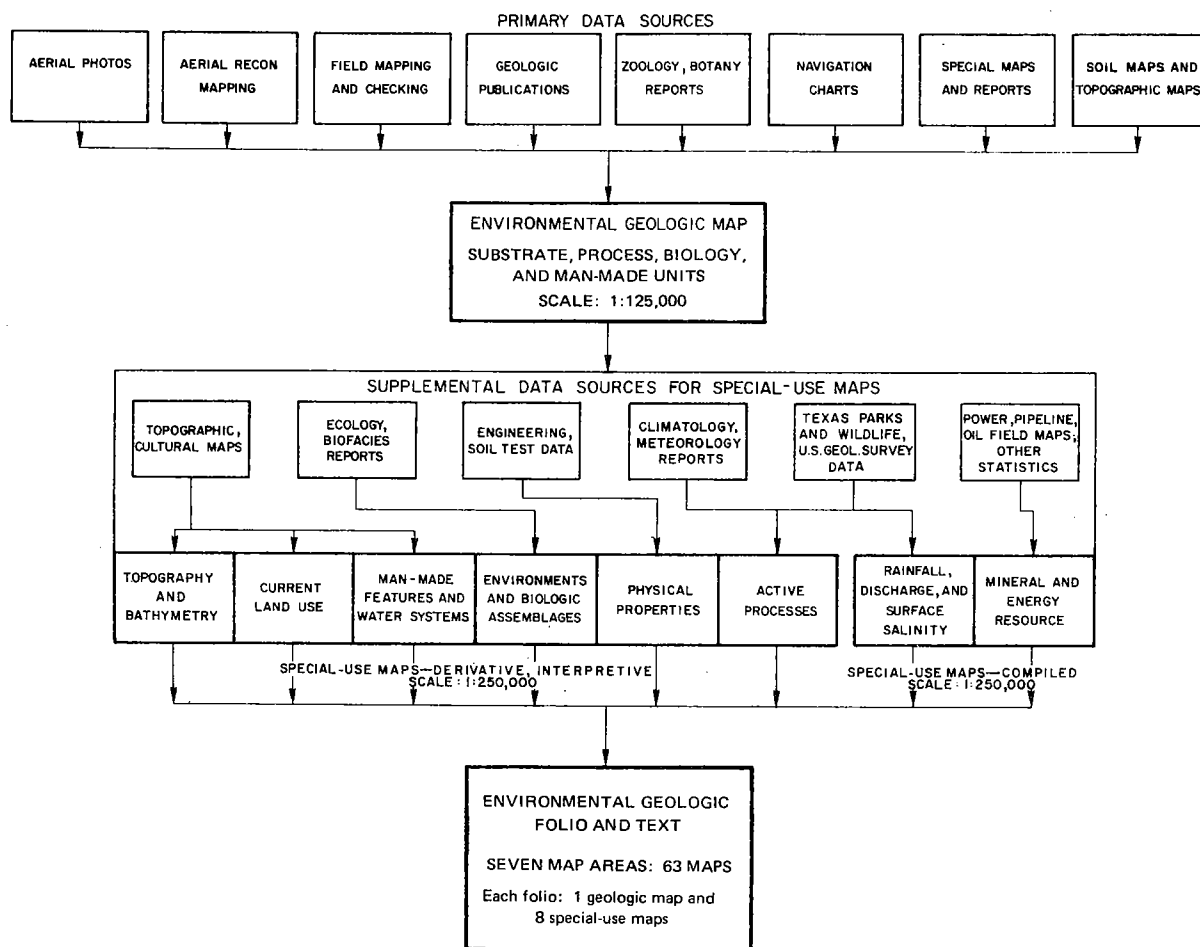 PRIMARY DATA SOURCES
AERIAL PHOTOS
AERIAL RECON
MAPPING
FIELD MAPPING
AND CHECKING
GEOLOGIC
PUBLICATIONS
ZOOLOGY, BOTANY
REPORTS
NAVIGATION
CHARTS
SPECIAL MAPS
AND REPORTS
SOIL MAPS AND
TOPOGRAPHIC MAPS
ENVIRONMENTAL GEOLOGIC MAP
SUBSTRATE, PROCESS, BIOLOGY,
AND MAN-MADE UNITS
SCALE: 1:125,000
SUPPLEMENTAL DATA SOURCES FOR SPECIAL-USE MAPS
TOPOGRAPHIC,
CULTURAL MAPS
ECOLOGY,
BIOFACIES
REPORTS
ENGINEERING,
SOIL TEST DATA
CLIMATOLOGY,
METEOROLOGY
REPORTS
TEXAS PARKS
AND WILDLIFE,
U.S. GEOL. SURVEY
DATA
POWER, PIPELINE,
OIL FIELD MAPS;
OTHER
STATISTICS
TOPOGRAPHY
AND
BATHYMETRY
CURRENT
LAND USE
MAN-MADE
FEATURES AND
WATER SYSTEMS
ENVIRONMENTS
AND BIOLOGIC
ASSEMBLAGES
PHYSICAL
PROPERTIES
ACTIVE
PROCESSES
RAINFALL,
DISCHARGE, AND
SURFACE
SALINITY
MINERAL AND
ENERGY
RESOURCE
SPECIAL-USE MAPS—DERIVATIVE, INTERPRETIVE
SCALE: 1:250,000
SPECIAL-USE MAPS—COMPILED
SCALE: 1:250,000
ENVIRONMENTAL GEOLOGIC
FOLIO AND TEXT
SEVEN MAP AREAS: 63 MAPS
Each folio: 1 geologic map and
8 special-use maps